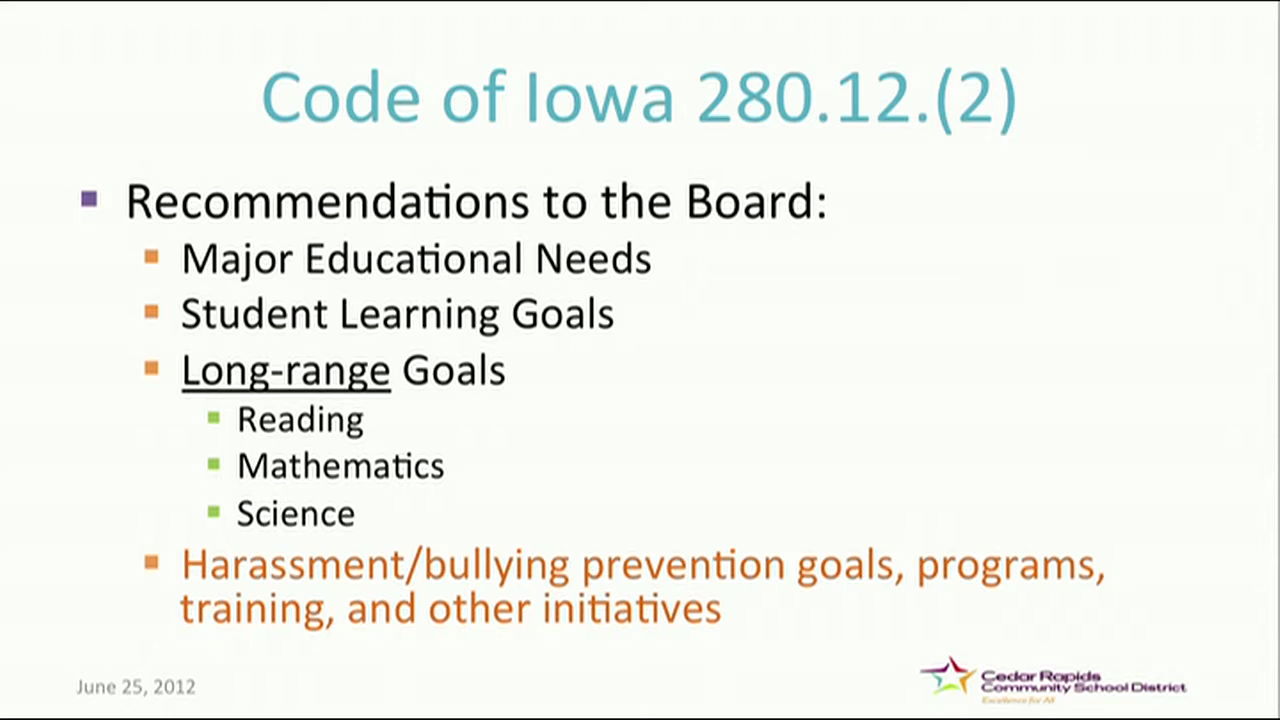 Code of Iowa 280.12.(2)
Recommendations to the Board:
Major Educational Needs
Student Learning Goals
Long-range Goals
Reading
Mathematics
Science
Harassment/bullying prevention goals, programs,
training, and other initiatives
June 25, 2012
Cedar Rapids
Community School District
Excellence for All